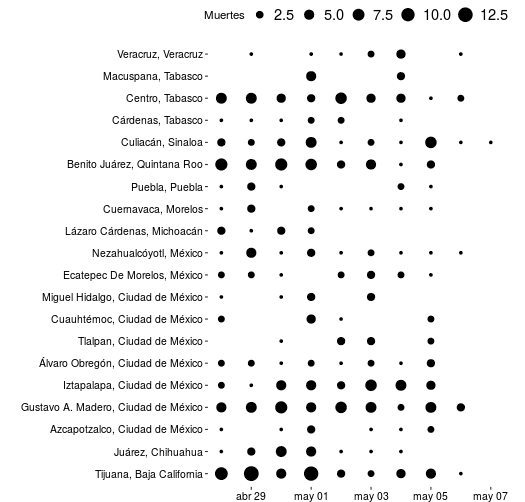 Muertes 2.5 5.0 7.5 10.0 12.5
Veracruz, Veracruz
Macuspana, Tabasco
Centro, Tabasco
Cárdenas, Tabasco
Culiacán, Sinaloa
Benito Juárez, Quintana Roo
Puebla, Puebla
Cuernavaca, Morelos
Lázaro Cárdenas, Michoacán
Nezahualcóyotl, México
Ecatepec De Morelos, México
Miguel Hidalgo, Ciudad de México
Cuauhtémoc, Ciudad de México
Tlalpan, Ciudad de México
Álvaro Obregón, Ciudad de México
Iztapalapa, Ciudad de México
Gustavo A. Madero, Ciudad de México
Azcapotzalco, Ciudad de México
Juárez, Chihuahua
Tijuana, Baja California
abr 29 may 01 may 03 may 05 may 07